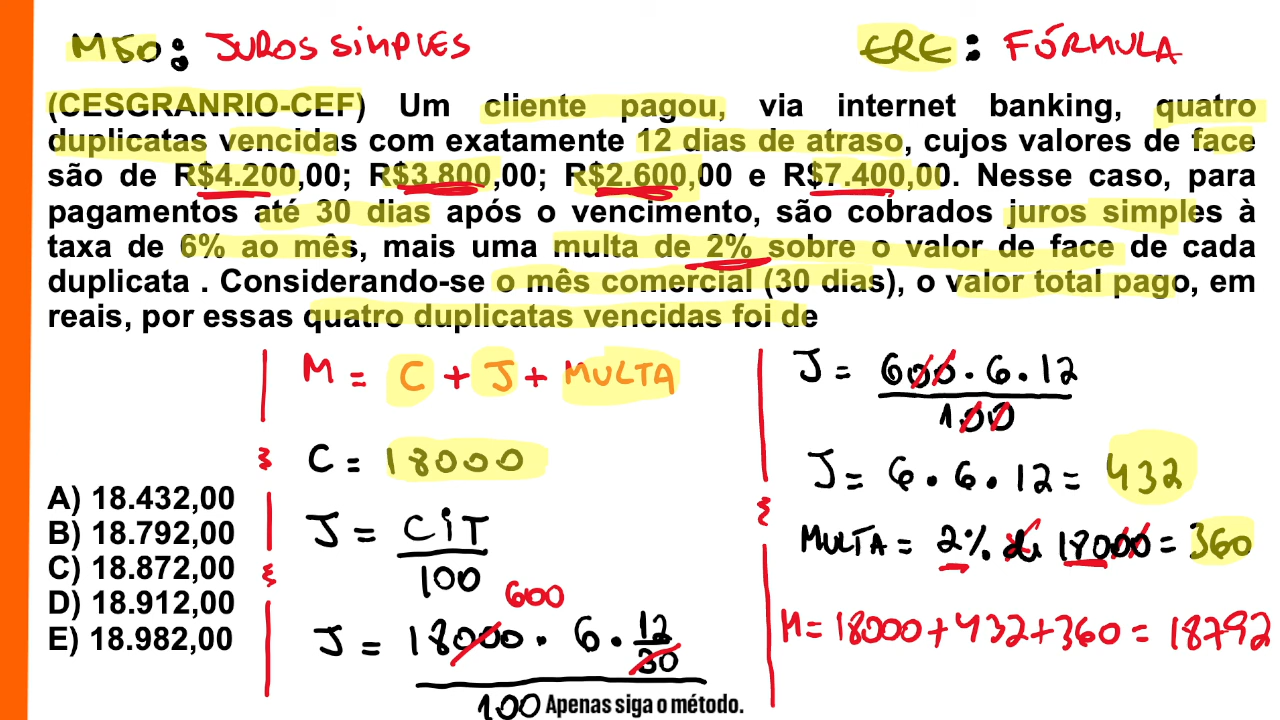 M50: JUROS SIMPLES
ERE: FÓRMULA
(CESGRANRIO-CEF) Um cliente pagou, via internet banking, quatro
duplicatas vencidas com exatamente 12 dias de atraso, cujos valores de face
são de R$4.200,00; R$3.800,00; R$2.600,00 e R$7.400,00. Nesse caso, para
pagamentos até 30 dias após o vencimento, são cobrados juros simples à
taxa de 6% ao mês, mais uma multa de 2% sobre o valor de face de cada
duplicata . Considerando-se o mês comercial (30 dias), o valor total pago, em
reais, por essas quatro duplicatas vencidas foi de
A) 18.432,00
B) 18.792,00
C) 18.872,00
D) 18.912,00
E) 18.982,00
M = C + J + MULTA
C = 18000
J = CiT
100
600
J = 18000 . 6 . 12
30
100
Apenas siga o método.
J = 600 . 6 . 12
100
J = 6 . 6 . 12 = 432
MULTA = 2% de 18000 = 360
M = 18000 + 432 + 360 = 18792